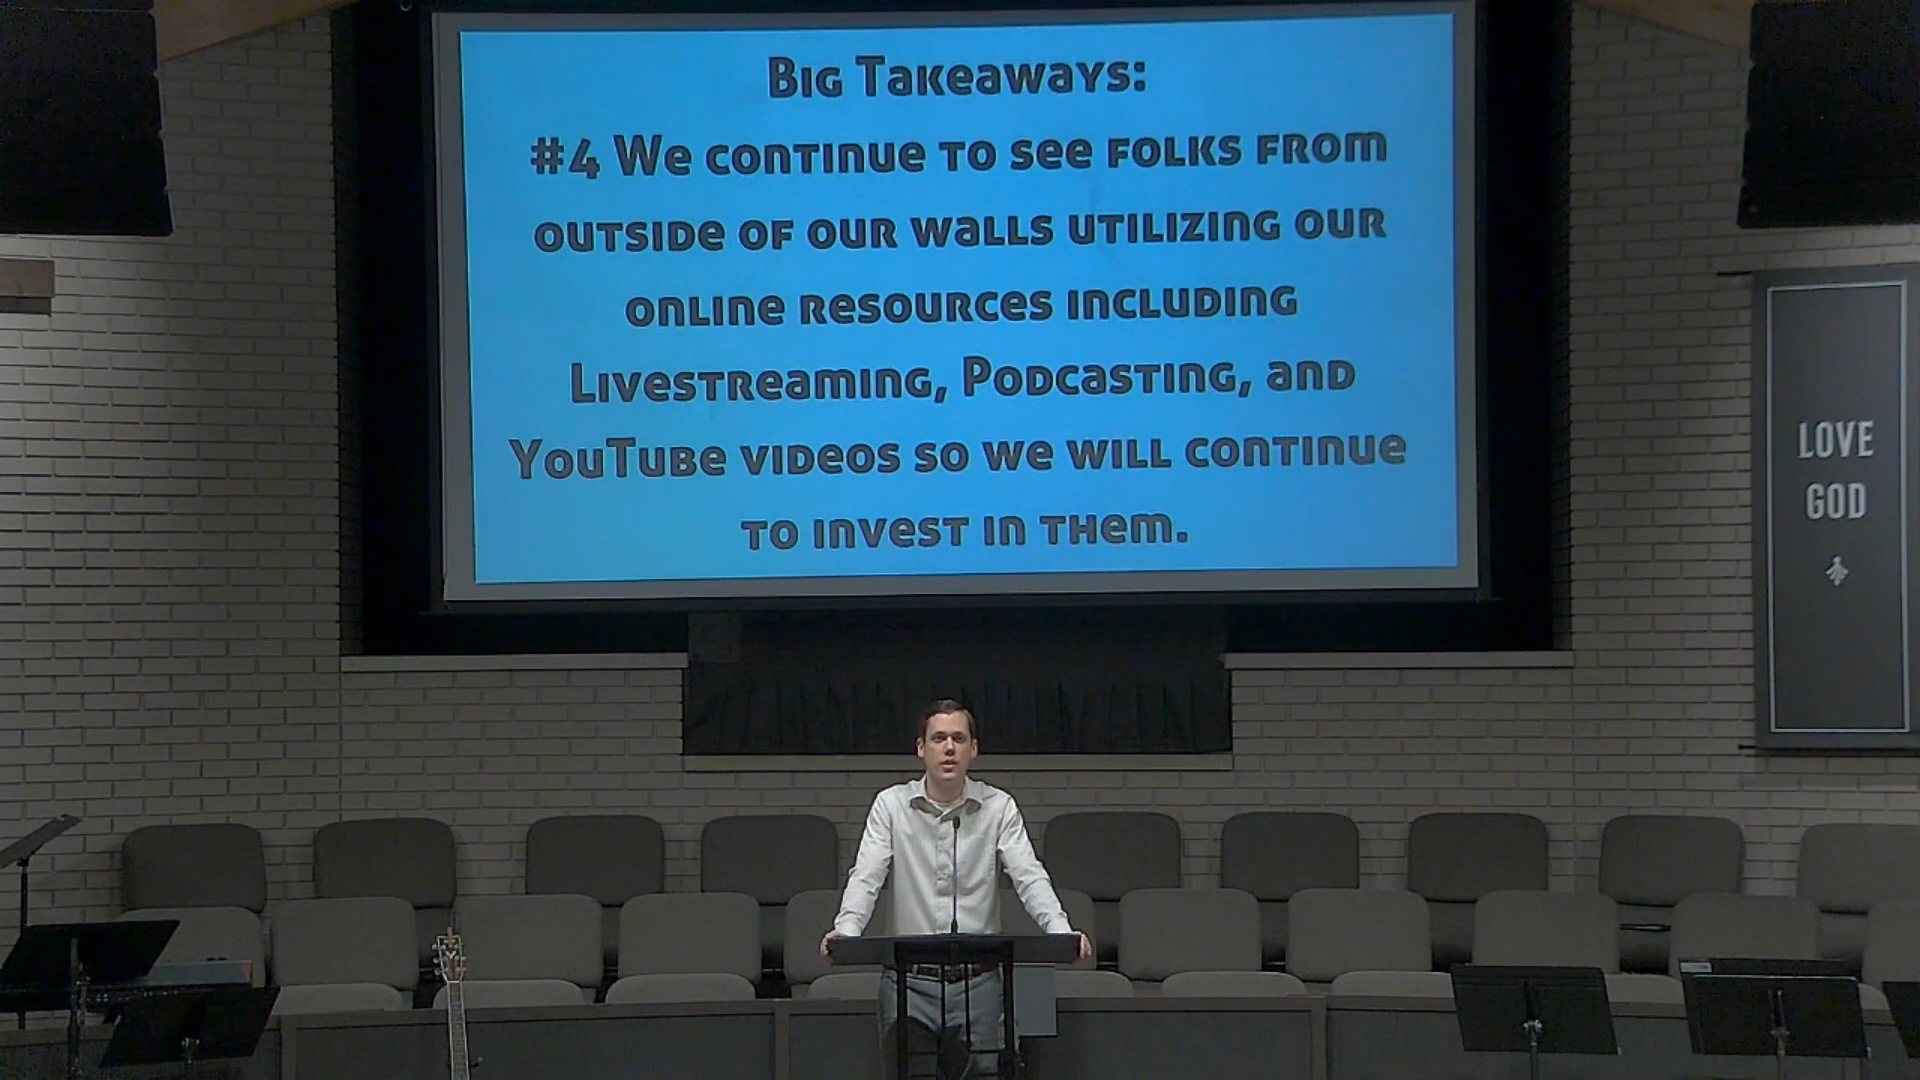 Big Takeaways:
#4 We continue to see folks from
outside of our walls utilizing our
online resources including
Livestreaming, Podcasting, and
YouTube videos so we will continue
to invest in them.
LOVE
GOD